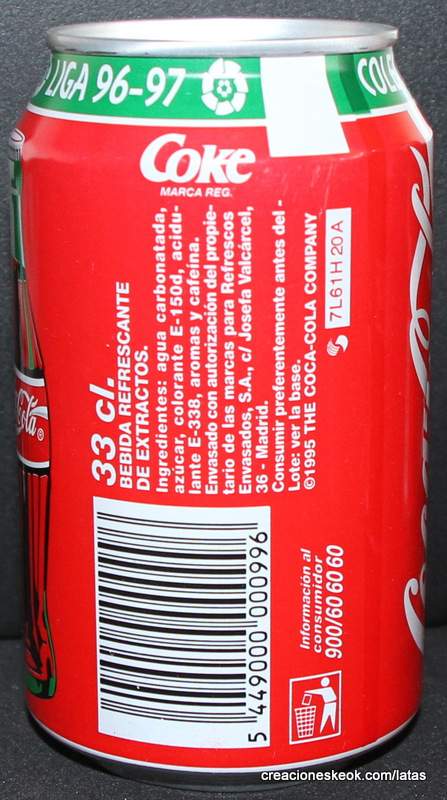 LIGA 96-97
COLE
Coke
MARCA REG.
33 cl.
BEBIDA REFRESCANTE
DE EXTRACTOS.
Ingredientes: agua carbonatada,
azúcar, colorante E-150d, acidu-
lante E-338, aromas y cafeína.
Envasado con autorización del propie-
tario de las marcas para Refrescos
Envasados, S.A., c/ Josefa Valcárcel,
36 - Madrid.
Consumir preferentemente antes del -
Lote: ver la base.
©1995 THE COCA-COLA COMPANY
7L61H 20 A
5 449000 000996
Información al
consumidor
900/60 60 60
creacioneskeok.com/latas